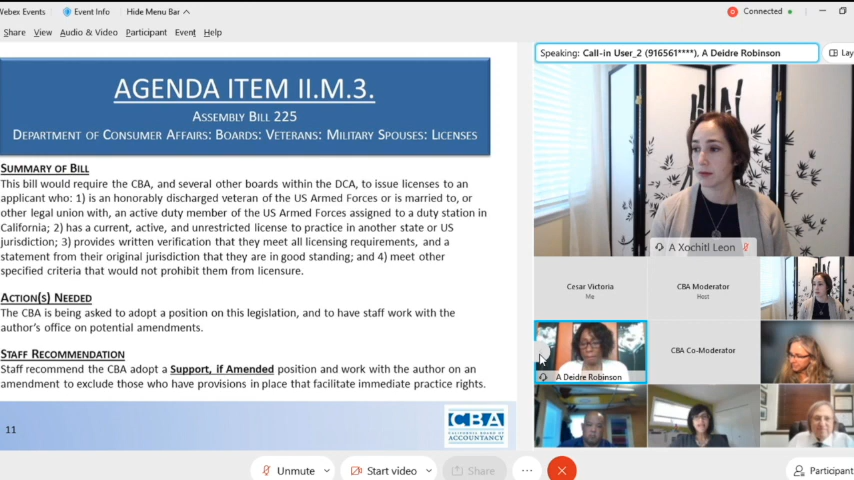 Webex Events
Event Info
Hide Menu Bar
Connected
Share View Audio & Video Participant Event Help
Speaking: Call-in User_2 (916561****), A Deidre Robinson
Lay
AGENDA ITEM II.M.3.
ASSEMBLY BILL 225
DEPARTMENT OF CONSUMER AFFAIRS: BOARDS: VETERANS: MILITARY SPOUSES: LICENSES
SUMMARY OF BILL
This bill would require the CBA, and several other boards within the DCA, to issue licenses to an
applicant who: 1) is an honorably discharged veteran of the US Armed Forces or is married to, or
other legal union with, an active duty member of the US Armed Forces assigned to a duty station in
California; 2) has a current, active, and unrestricted license to practice in another state or US
jurisdiction; 3) provides written verification that they meet all licensing requirements, and a
statement from their original jurisdiction that they are in good standing; and 4) meet other
specified criteria that would not prohibit them from licensure.
ACTION(S) NEEDED
The CBA is being asked to adopt a position on this legislation, and to have staff work with the
author's office on potential amendments.
STAFF RECOMMENDATION
Staff recommend the CBA adopt a Support, if Amended position and work with the author on an
amendment to exclude those who have provisions in place that facilitate immediate practice rights.
11
CBA
CALIFORNIA BOARD OF
ACCOUNTANCY
A Xochitl Leon
Cesar Victoria
Me
CBA Moderator
Host
A Deidre Robinson
CBA Co-Moderator
Unmute
Start video
Share
Participant